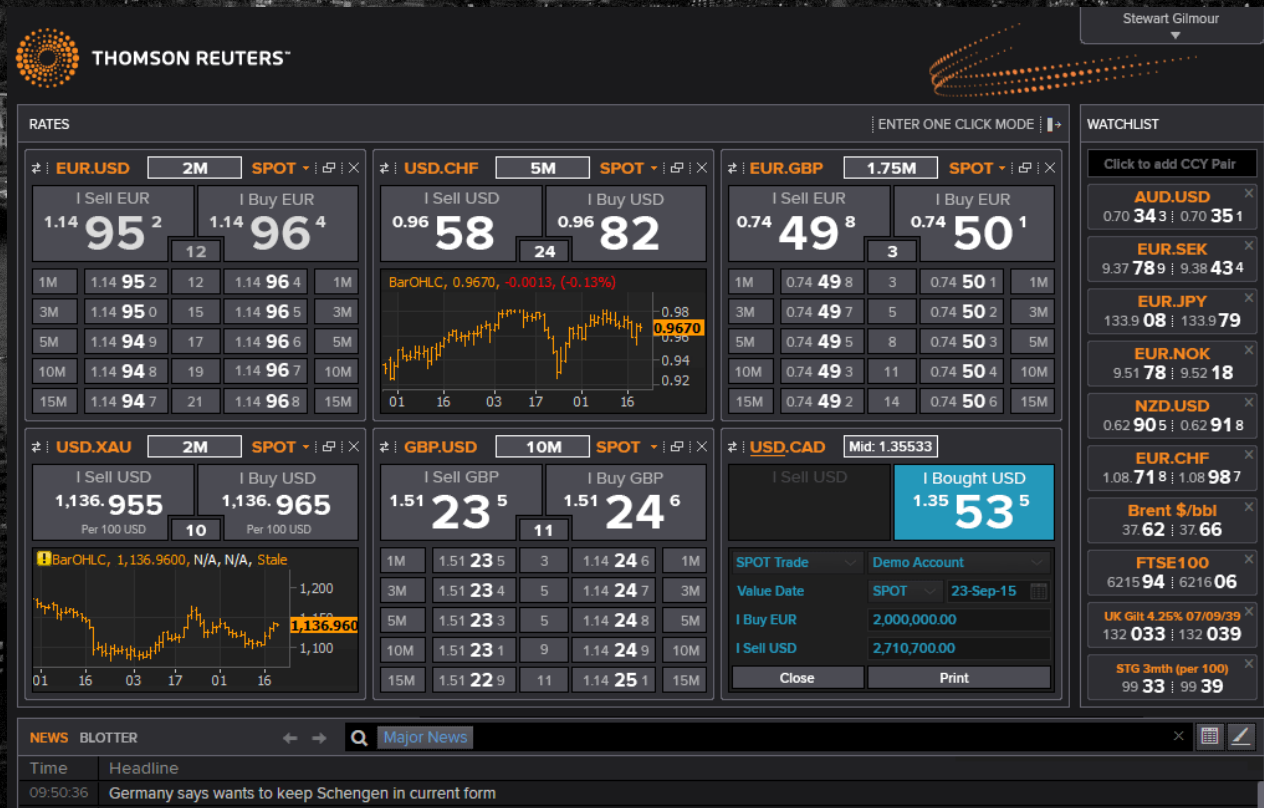 Stewart Gilmour
THOMSON REUTERS™
RATES
ENTER ONE CLICK MODE
WATCHLIST
EUR.USD 2M SPOT
I Sell EUR I Buy EUR
1.14 95 2 1.14 96 4
12
1M 1.14 95 2 12 1.14 96 4 1M
3M 1.14 95 0 15 1.14 96 5 3M
5M 1.14 94 9 17 1.14 96 6 5M
10M 1.14 94 8 19 1.14 96 7 10M
15M 1.14 94 7 21 1.14 96 8 15M
USD.CHF 5M SPOT
I Sell USD I Buy USD
0.96 58 0.96 82
24
BarOHLC, 0.9670, -0.0013, (-0.13%)
0.98
0.9670
0.96
0.94
0.92
01 16 03 17 01 16
EUR.GBP 1.75M SPOT
I Sell EUR I Buy EUR
0.74 49 8 0.74 50 1
3
1M 0.74 49 8 3 0.74 50 1 1M
3M 0.74 49 7 5 0.74 50 2 3M
5M 0.74 49 5 8 0.74 50 3 5M
10M 0.74 49 3 11 0.74 50 4 10M
15M 0.74 49 2 14 0.74 50 6 15M
USD.XAU 2M SPOT
I Sell USD I Buy USD
1,136.955 1,136.965
Per 100 USD 10 Per 100 USD
BarOHLC, 1,136.9600, N/A, N/A, Stale
1,200
1,136.960
1,100
01 16 03 17 01 16
GBP.USD 10M SPOT
I Sell GBP I Buy GBP
1.51 23 5 1.51 24 6
11
1M 1.51 23 5 3 1.14 24 6 1M
3M 1.51 23 4 5 1.14 24 7 3M
5M 1.51 23 3 5 1.14 24 8 5M
10M 1.51 23 1 9 1.14 24 9 10M
15M 1.51 22 9 11 1.14 25 1 15M
USD.CAD Mid: 1.35533
I Sell USD I Bought USD
1.35 53 5
SPOT Trade Demo Account
Value Date SPOT 23-Sep-15
I Buy EUR 2,000,000.00
I Sell USD 2,710,700.00
Close Print
Click to add CCY Pair
AUD.USD
0.70 34 3 0.70 35 1
EUR.SEK
9.37 78 9 9.38 43 4
EUR.JPY
133.9 08 133.9 79
EUR.NOK
9.51 78 9.52 18
NZD.USD
0.62 90 5 0.62 91 8
EUR.CHF
1.08.71 8 1.08 98 7
Brent $/bbl
37.62 37.66
FTSE100
6215 94 6216 06
UK Gilt 4.25% 07/09/39
132 033 132 039
STG 3mth (per 100)
99 33 99 39
NEWS BLOTTER Major News
Time Headline
09:50:36 Germany says wants to keep Schengen in current form